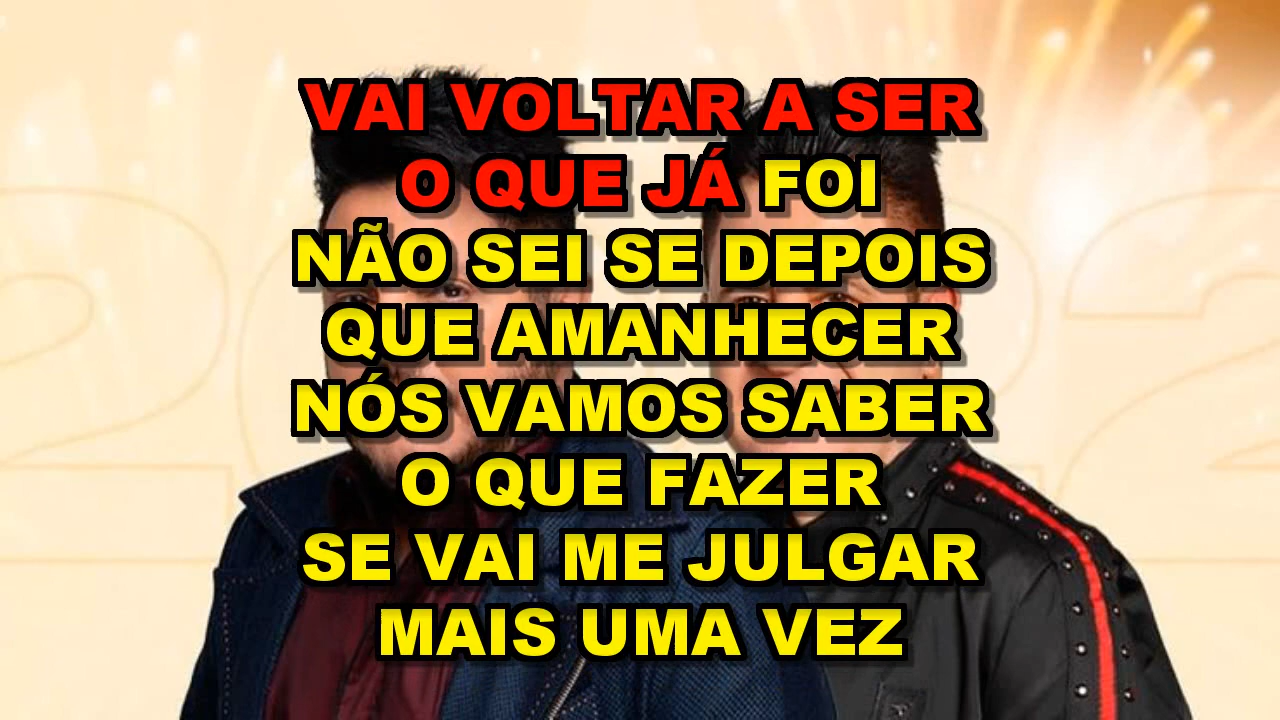 VAI VOLTAR A SER
O QUE JÁ FOI
NÃO SEI SE DEPOIS
QUE AMANHECER
NÓS VAMOS SABER
O QUE FAZER
SE VAI ME JULGAR
MAIS UMA VEZ